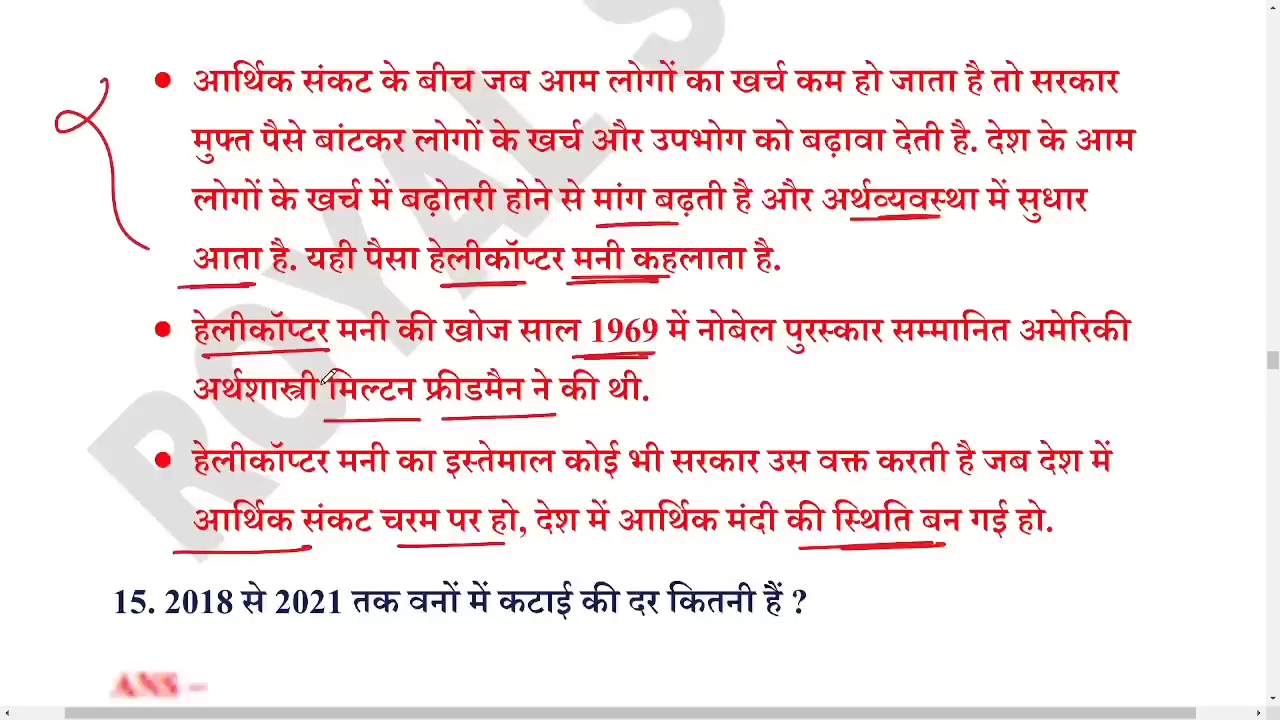 आर्थिक संकट के बीच जब आम लोगों का खर्च कम हो जाता है तो सरकार
मुफ्त पैसे बांटकर लोगों के खर्च और उपभोग को बढ़ावा देती है. देश के आम
लोगों के खर्च में बढ़ोतरी होने से मांग बढ़ती है और अर्थव्यवस्था में सुधार
आता है. यही पैसा हेलीकॉप्टर मनी कहलाता है.
हेलीकॉप्टर मनी की खोज साल 1969 में नोबेल पुरस्कार सम्मानित अमेरिकी
अर्थशास्त्री मिल्टन फ्रीडमैन ने की थी.
हेलीकॉप्टर मनी का इस्तेमाल कोई भी सरकार उस वक्त करती है जब देश में
आर्थिक संकट चरम पर हो, देश में आर्थिक मंदी की स्थिति बन गई हो.
15. 2018 से 2021 तक वनों में कटाई की दर कितनी हैं ?
ANS –
ROYAL